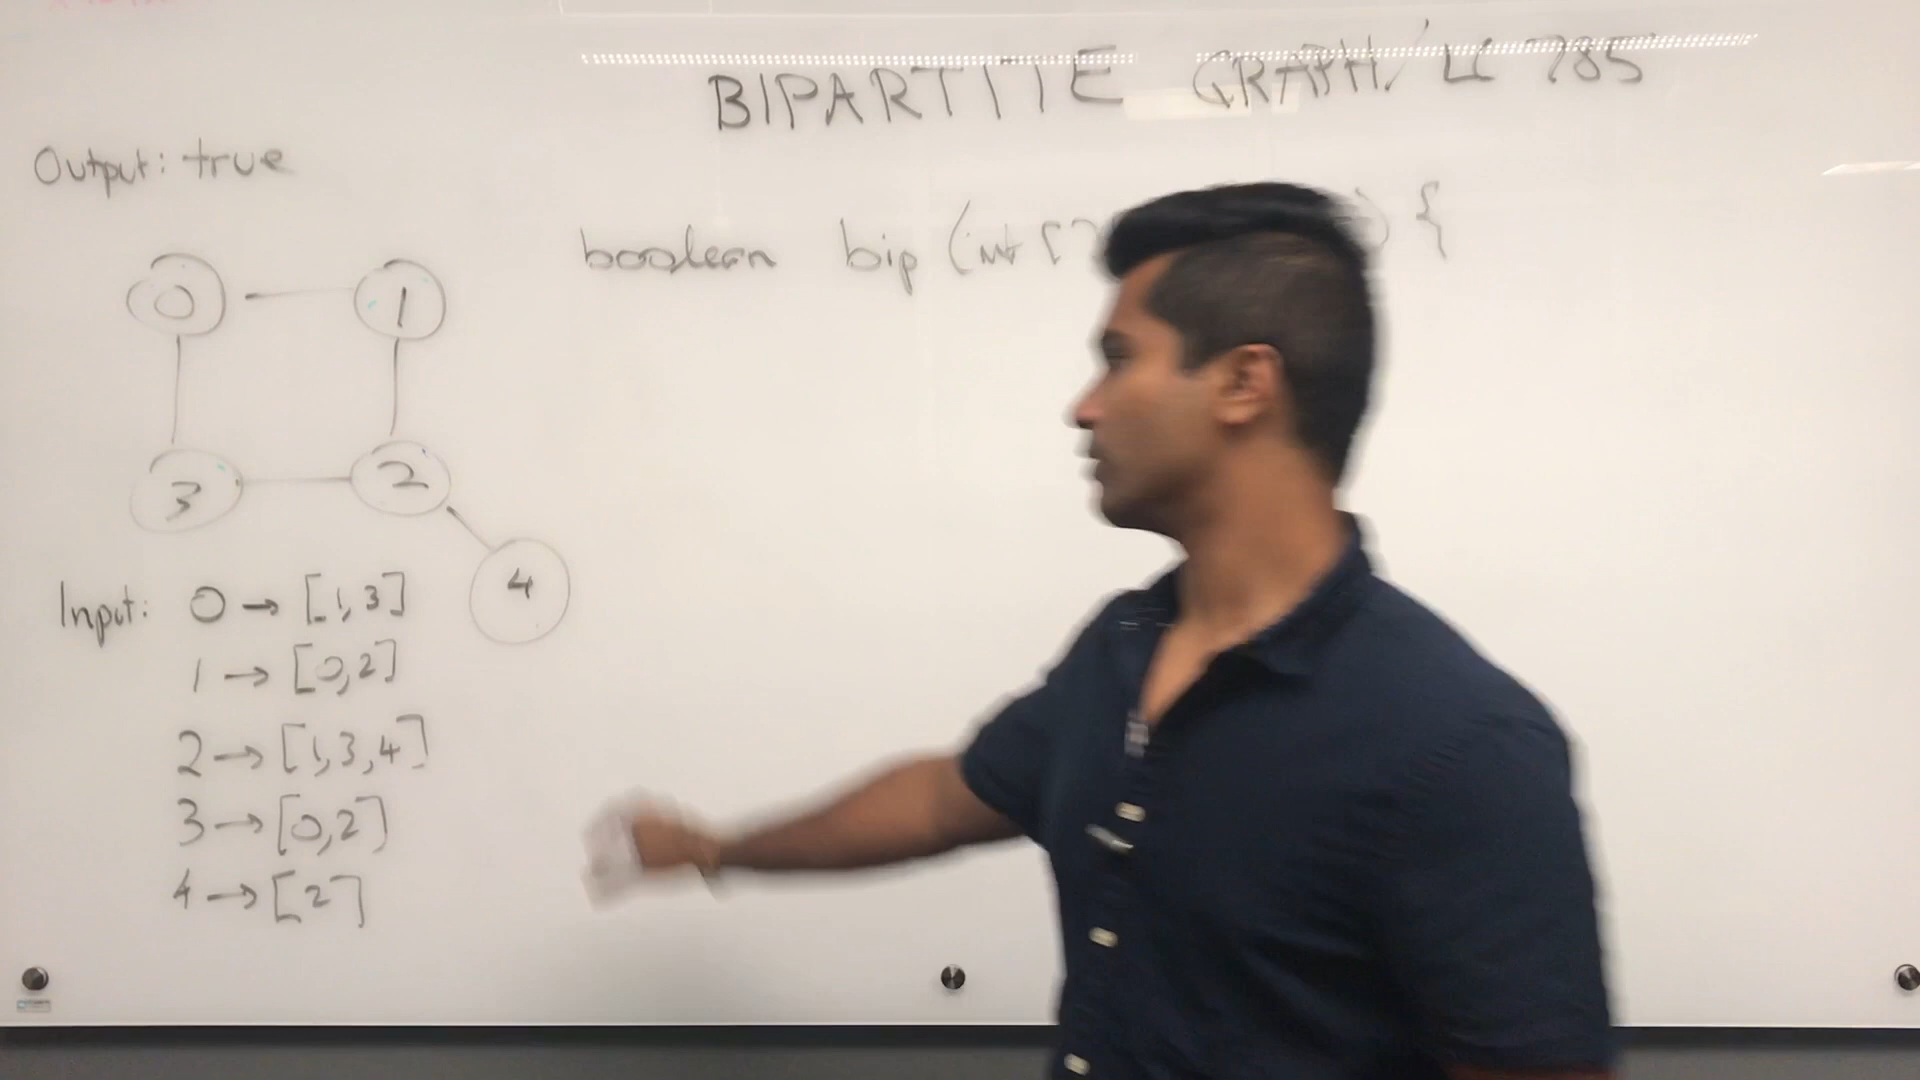 BIPARTITE GRAPH / LC 785
Output: true
boolean bip (int [] ) {
0 1
3 2
4
Input: 0 → [1,3]
1 → [0,2]
2 → [1,3,4]
3 → [0,2]
4 → [2]